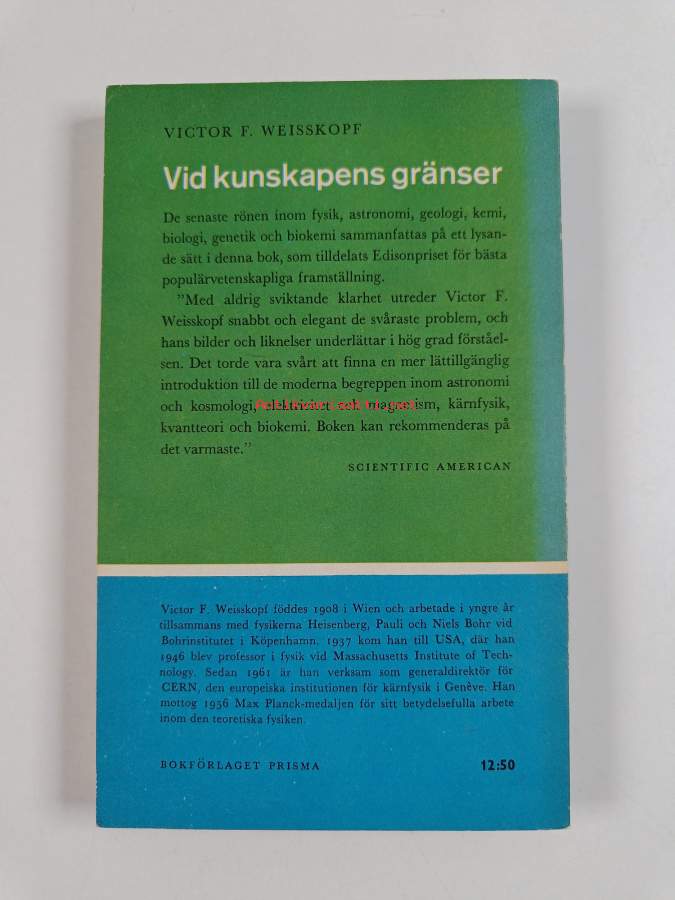 VICTOR F. WEISSKOPF
Vid kunskapens gränser
De senaste rönen inom fysik, astronomi, geologi, kemi,
biologi, genetik och biokemi sammanfattas på ett lysan-
de sätt i denna bok, som tilldelats Edisonpriset för bästa
populärvetenskapliga framställning.
"Med aldrig sviktande klarhet utreder Victor F.
Weisskopf snabbt och elegant de svåraste problem, och
hans bilder och liknelser underlättar i hög grad förståel-
sen. Det torde vara svårt att finna en mer lättillgänglig
introduktion till de moderna begreppen inom astronomi
och kosmologi, elektricitet och magnetism, kärnfysik,
kvantteori och biokemi. Boken kan rekommenderas på
det varmaste."
SCIENTIFIC AMERICAN
Victor F. Weisskopf föddes 1908 i Wien och arbetade i yngre år
tillsammans med fysikerna Heisenberg, Pauli och Niels Bohr vid
Bohrinstitutet i Köpenhamn. 1937 kom han till USA, där han
1946 blev professor i fysik vid Massachusetts Institute of Tech-
nology. Sedan 1961 är han verksam som generaldirektör för
CERN, den europeiska institutionen för kärnfysik i Genève. Han
mottog 1956 Max Planck-medaljen för sitt betydelsefulla arbete
inom den teoretiska fysiken.
BOKFÖRLAGET PRISMA
12:50